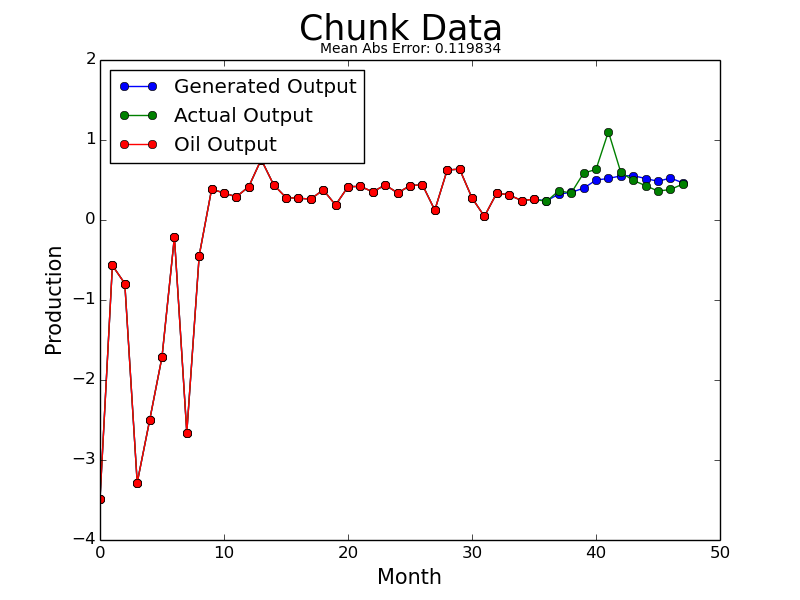 Chunk Data
Mean Abs Error: 0.119834
Generated Output
Actual Output
Oil Output
2
1
0
−1
−2
−3
−4
Production
0 10 20 30 40 50
Month